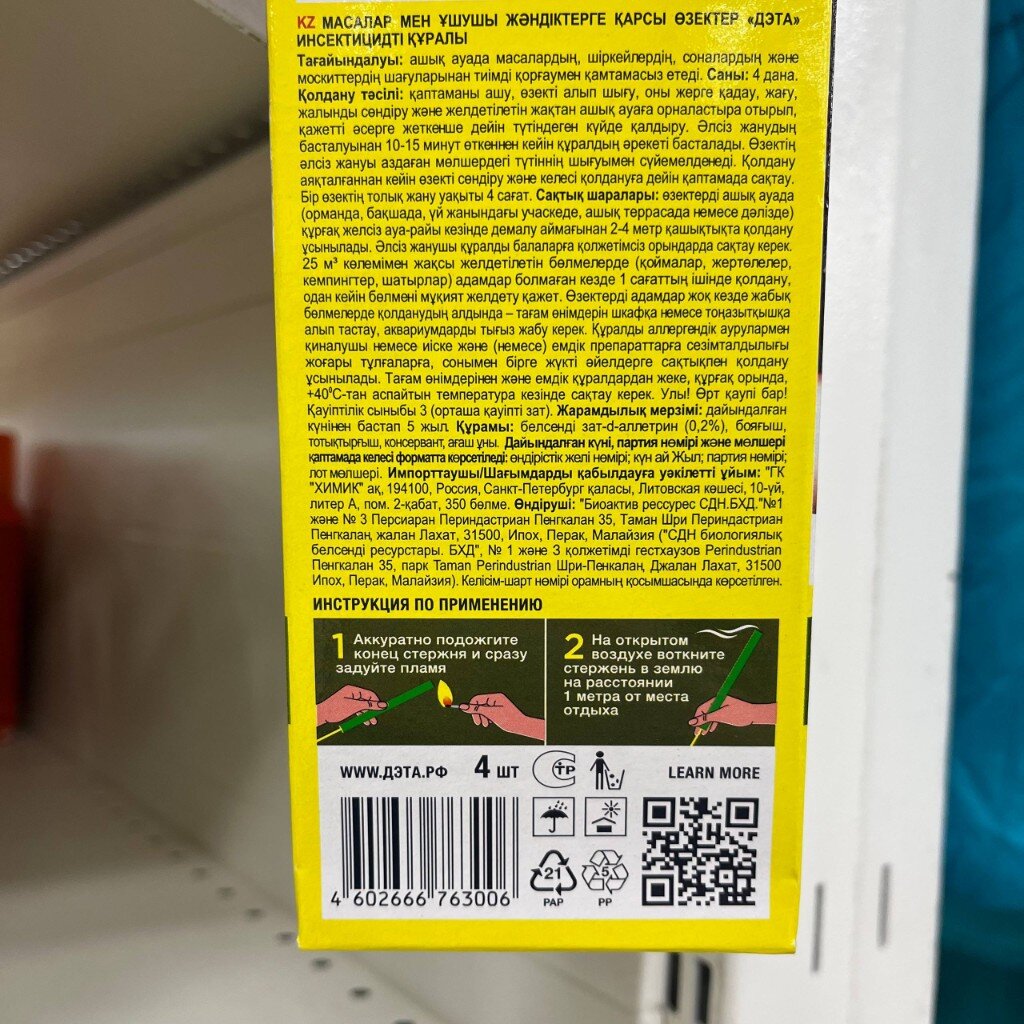 KZ МАСАЛАР МЕН ҰШУШЫ ЖӘНДІКТЕРГЕ ҚАРСЫ ӨЗЕКТЕР «ДЭТА»
ИНСЕКТИЦИДТІ ҚҰРАЛЫ
Тағайындалуы: ашық ауада масалардың, шіркейлердің, соналардың және
москиттердің шағуларынан тиімді қорғаумен қамтамасыз етеді. Саны: 4 дана.
Қолдану тәсілі: қаптаманы ашу, өзекті алып шығу, оны жерге қадау, жағу,
жалынды сөндіру және желдетілетін жақтан ашық ауаға орналастыра отырып,
қажетті әсерге жеткенше дейін түтіндеген күйде қалдыру. Әлсіз жанудың
басталуынан 10-15 минут өткеннен кейін құралдың әрекеті басталады. Өзектің
әлсіз жануы аздаған мөлшердегі түтіннің шығуымен сүйемелденеді. Қолдану
аяқталғаннан кейін өзекті сөндіру және келесі қолдануға дейін қаптамада сақтау.
Бір өзектің толық жану уақыты 4 сағат. Сақтық шаралары: өзектерді ашық ауада
(орманда, бақшада, үй жанындағы учаскеде, ашық террасада немесе дәлізде)
құрғақ желсіз ауа-райы кезінде демалу аймағынан 2-4 метр қашықтықта қолдану
ұсынылады. Әлсіз жанушы құралды балаларға қолжетімсіз орындарда сақтау керек.
25 м³ көлемімен жақсы желдетілетін бөлмелерде (қоймалар, жертөлелер,
кемпингтер, шатырлар) адамдар болмаған кезде 1 сағаттың ішінде қолдану,
одан кейін бөлмені мұқият желдету қажет. Өзектерді адамдар жоқ кезде жабық
бөлмелерде қолданудың алдында – тағам өнімдерін шкафқа немесе тоңазытқышқа
алып тастау, аквариумдарды тығыз жабу керек. Құралды аллергендік аурулармен
қиналушы немесе иіске және (немесе) емдік препараттарға сезімталдылығы
жоғары тұлғаларға, сонымен бірге жүкті әйелдерге сақтықпен қолдану
ұсынылады. Тағам өнімдерінен және емдік құралдардан жеке, құрғақ орында,
+40⁰С-тан аспайтын температура кезінде сақтау керек. Улы! Өрт қаупі бар!
Қауіптілік сыныбы 3 (орташа қауіпті зат). Жарамдылық мерзімі: дайындалған
күнінен бастап 5 жыл. Құрамы: белсенді зат-d-аллетрин (0,2%), бояғыш,
тотықтырғыш, консервант, ағаш ұны. Дайындалған күні, партия нөмірі және мөлшері
қаптамада келесі форматта көрсетіледі: өндірістік желі нөмірі; күн ай Жыл; партия нөмірі;
лот мөлшері. Импорттаушы/Шағымдарды қабылдауға уәкілетті ұйым: "ГК
"ХИМИК" ақ, 194100, Россия, Санкт-Петербург қаласы, Литовская көшесі, 10-үй,
литер А, пом. 2-қабат, 350 бөлме. Өндіруші: "Биоактив рессурес СДН.БХД."№1
және № 3 Персиаран Периндастриан Пенгкалан 35, Таман Шри Периндастриан
Пенгкалан, жалан Лахат, 31500, Ипох, Перак, Малайзия ("СДН биологиялық
белсенді ресурстары. БХД", № 1 және 3 қолжетімді гестхаузов Perindustrian
Пенгкалан 35, парк Taman Perindustrian Шри-Пенкалан, Джалан Лахат, 31500
Ипох, Перак, Малайзия). Келісім-шарт нөмірі орамның қосымшасында көрсетілген.
ИНСТРУКЦИЯ ПО ПРИМЕНЕНИЮ
1 Аккуратно подожгите
конец стержня и сразу
задуйте пламя
2 На открытом
воздухе воткните
стержень в землю
на расстоянии
1 метра от места
отдыха
WWW.ДЭТА.РФ 4 ШТ СТР LEARN MORE
21 5
PAP PP
4 602666 763006